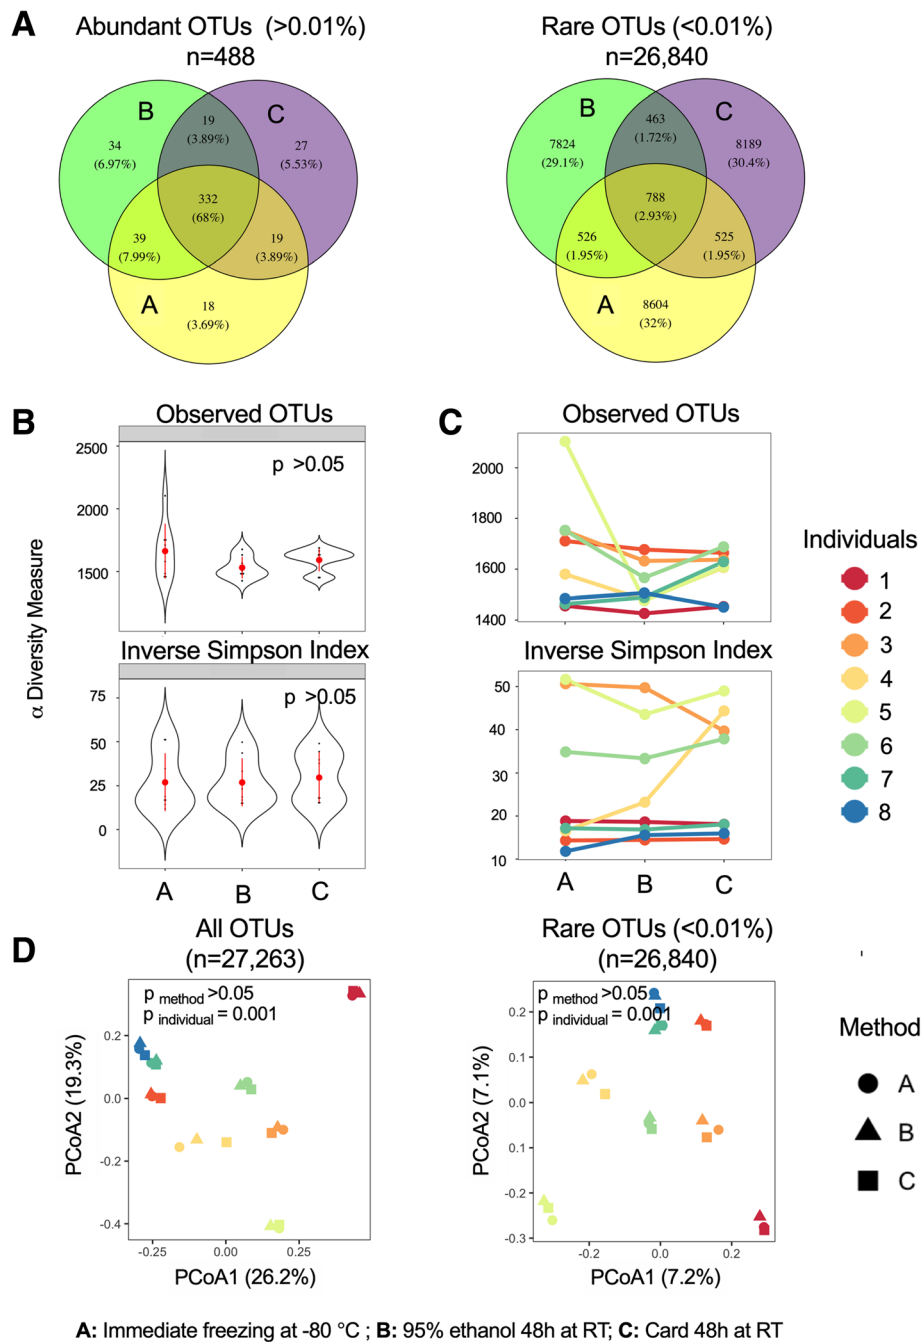 A
Abundant OTUs (>0.01%)
n=488
Rare OTUs (<0.01%)
n=26,840
B
C
19
(3.89%)
34
(6.97%)
27
(5.53%)
332
(68%)
39
(7.99%)
19
(3.89%)
A
18
(3.69%)
B
C
463
(1.72%)
7824
(29.1%)
8189
(30.4%)
788
(2.93%)
526
(1.95%)
525
(1.95%)
A
8604
(32%)
B
Observed OTUs
p >0.05
2500
2000
1500
α Diversity Measure
Inverse Simpson Index
p >0.05
75
50
25
0
A B C
C
Observed OTUs
2000
1800
1600
1400
Inverse Simpson Index
50
40
30
20
10
A B C
Individuals
1
2
3
4
5
6
7
8
D
All OTUs
(n=27,263)
p method >0.05
p individual = 0.001
PCoA2 (19.3%)
0.2
0.0
-0.2
-0.4
-0.25 0.00 0.25
PCoA1 (26.2%)
Rare OTUs (<0.01%)
(n=26,840)
p method >0.05
p individual = 0.001
PCoA2 (7.1%)
0.2
0.1
0.0
0.1
-0.2
-0.3
-0.2 0.0 0.2
PCoA1 (7.2%)
Method
A
B
C
A: Immediate freezing at -80 °C ; B: 95% ethanol 48h at RT; C: Card 48h at RT